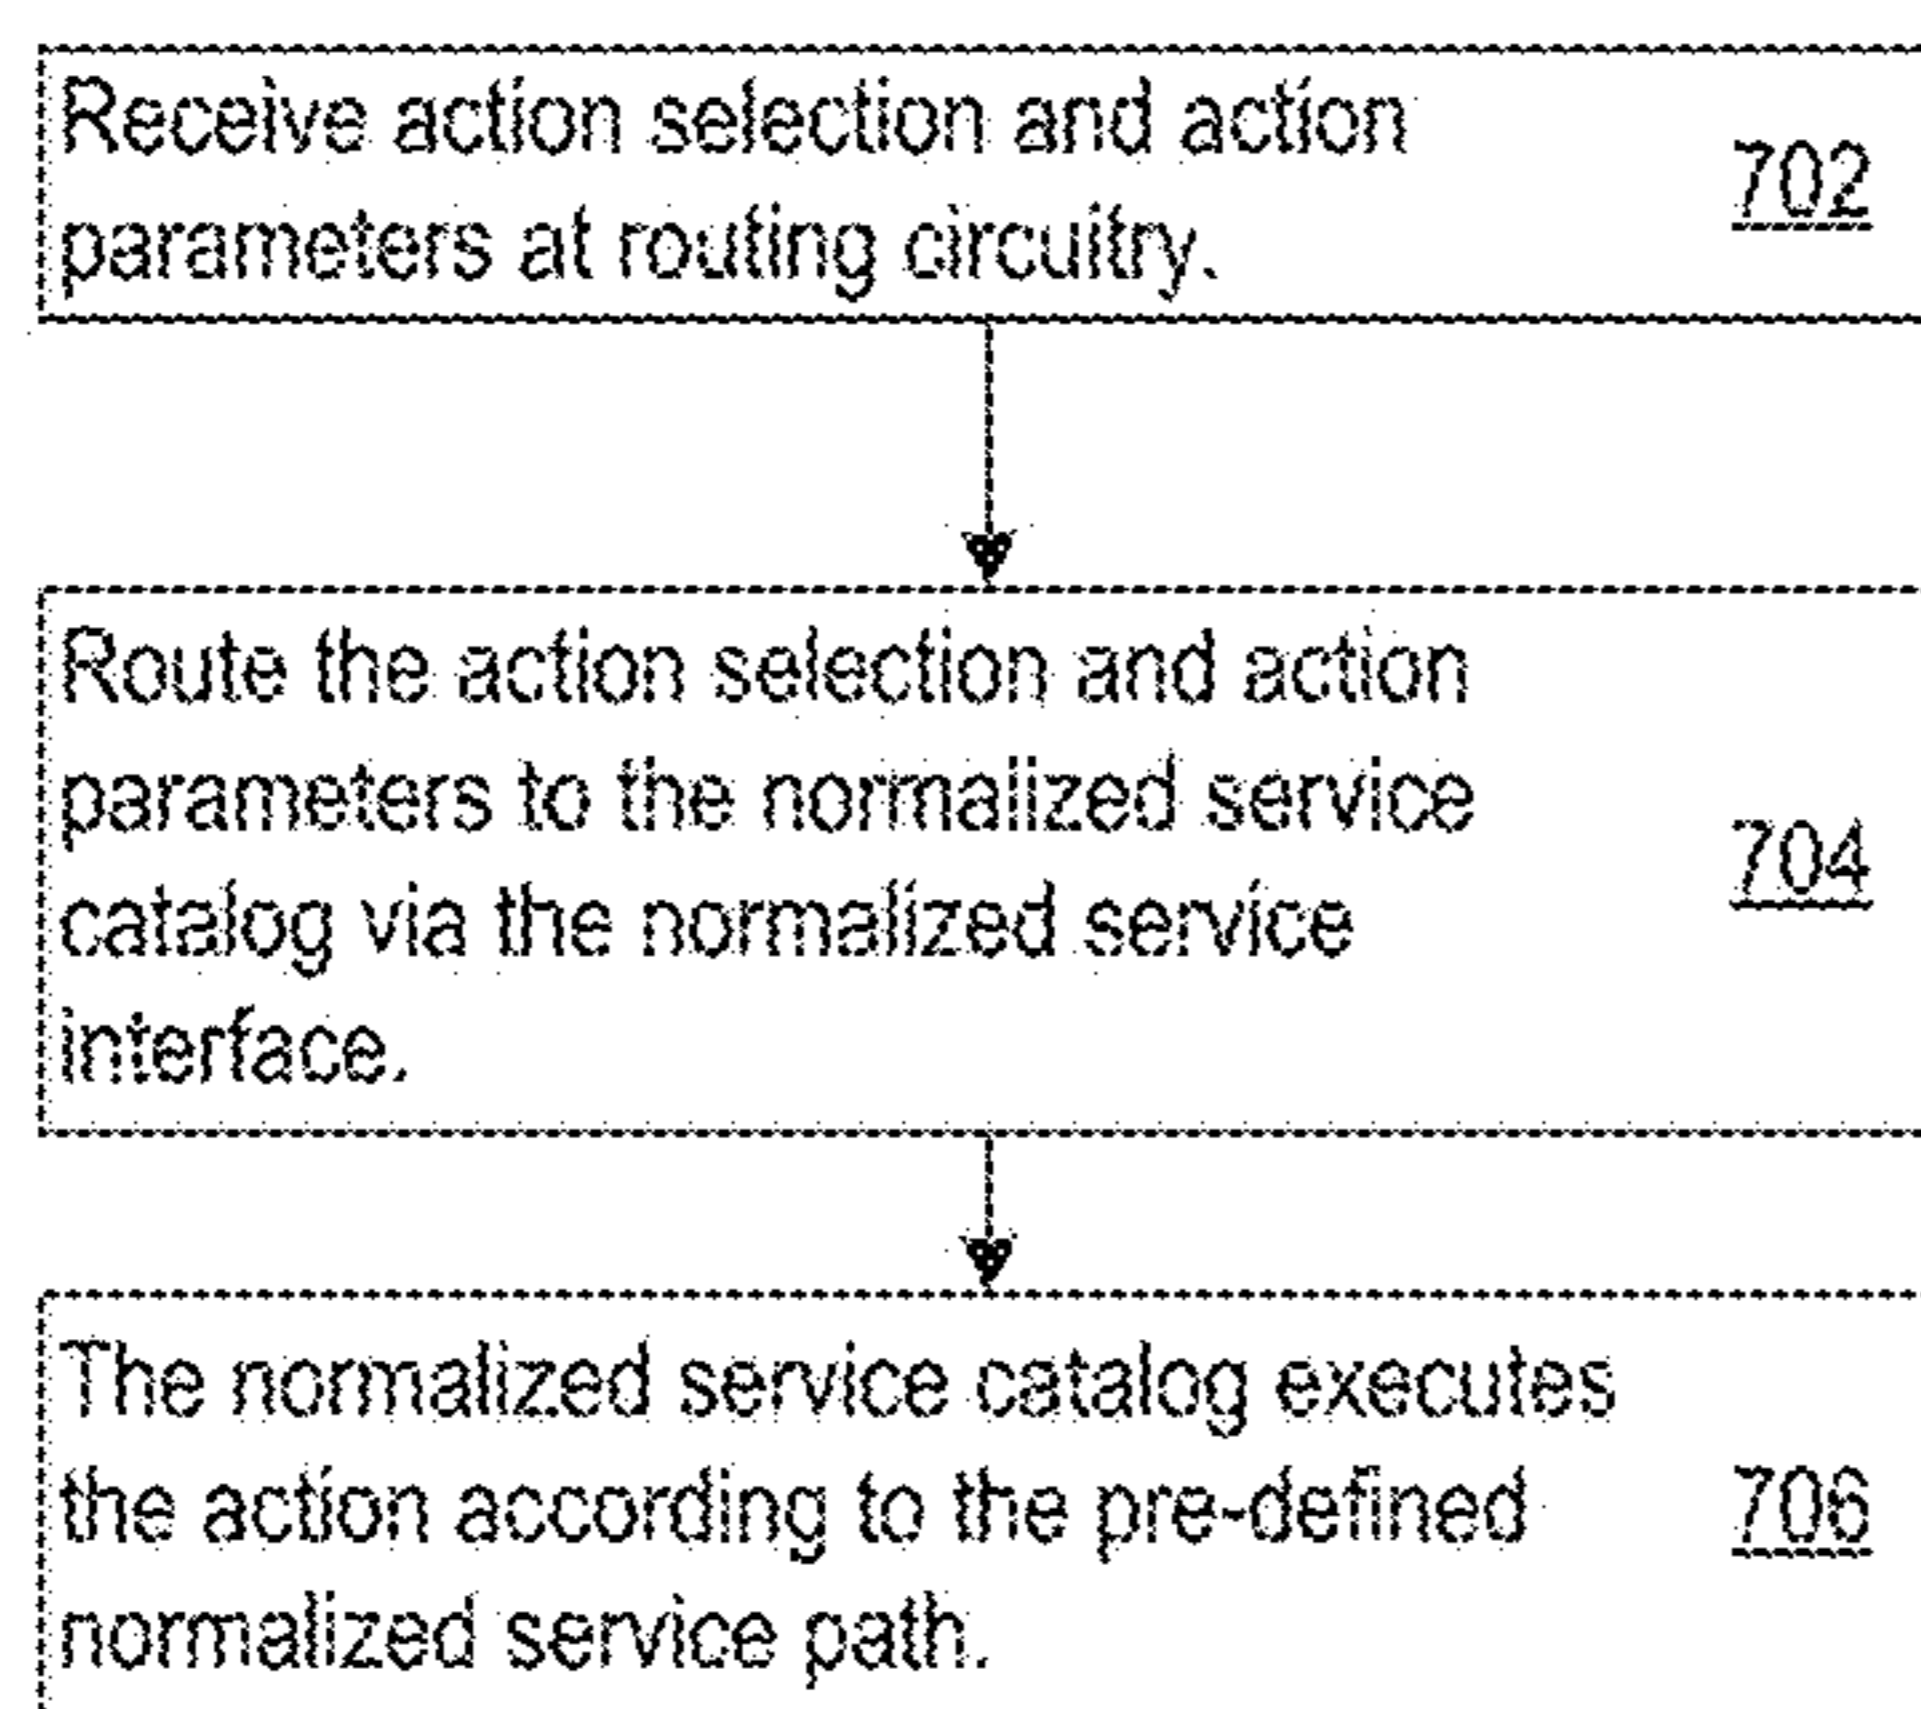 Receive action selection and action
parameters at routing circuitry.
702
Route the action selection and action
parameters to the normalized service
catalog via the normalized service
interface.
704
The normalized service catalog executes
the action according to the pre-defined
normalized service path.
706